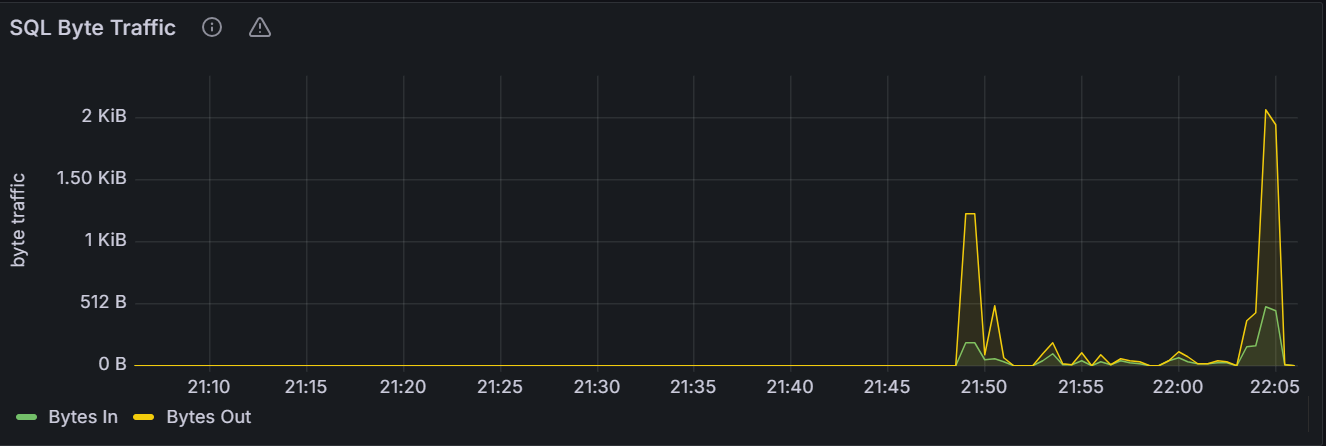 SQL Byte Traffic
2 KiB
1.50 KiB
1 KiB
512 B
0 B
byte traffic
21:10 21:15 21:20 21:25 21:30 21:35 21:40 21:45 21:50 21:55 22:00 22:05
Bytes In Bytes Out